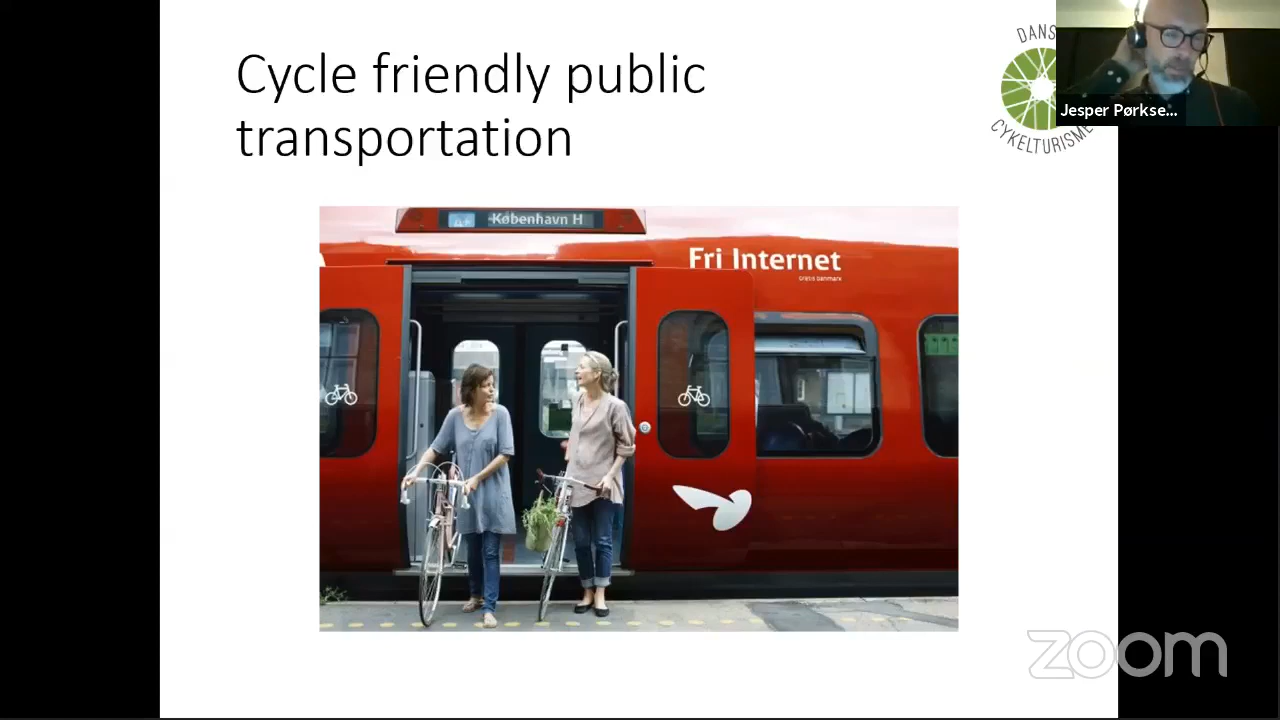 Cycle friendly public
transportation
DANS
CYKELTURISME
Jesper Pørkse...
København H
Fri Internet
zoom